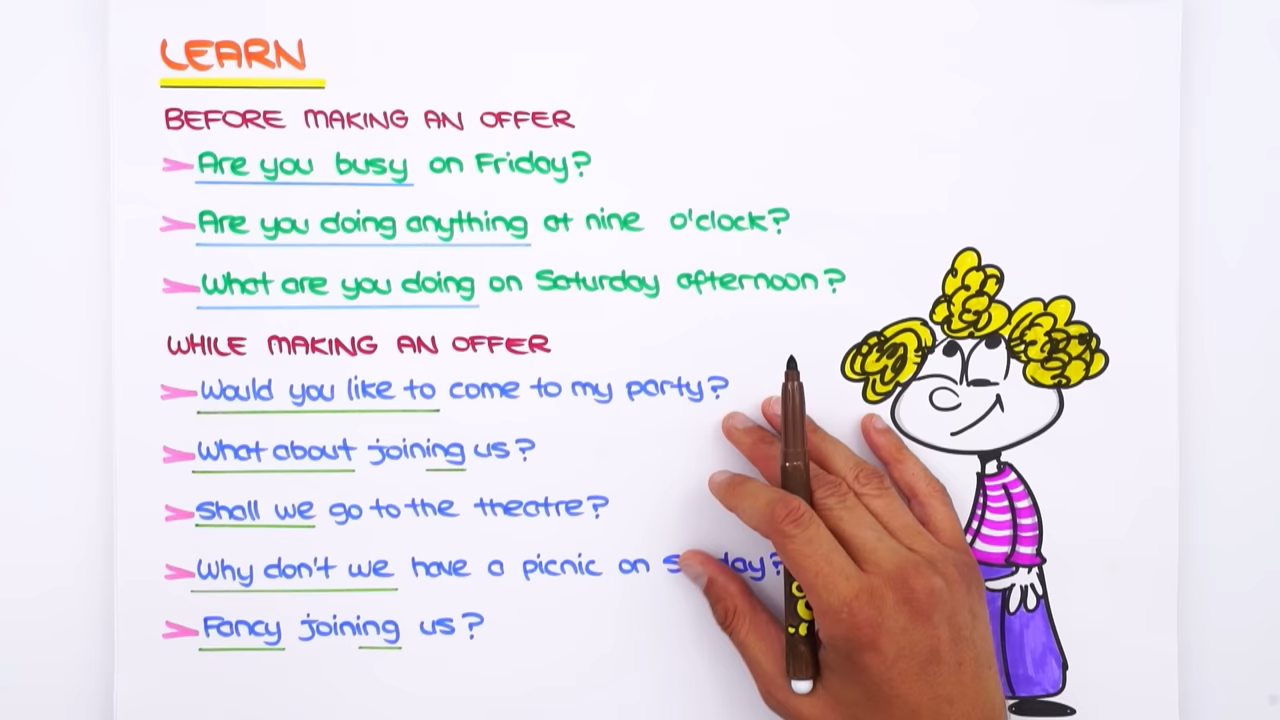 LEARN
BEFORE MAKING AN OFFER
Are you busy on Friday?
Are you doing anything at nine o'clock?
What are you doing on Saturday afternoon?
WHILE MAKING AN OFFER
Would you like to come to my party?
What about joining us?
Shall we go to the theatre?
Why don't we have a picnic on
Fancy joining us?